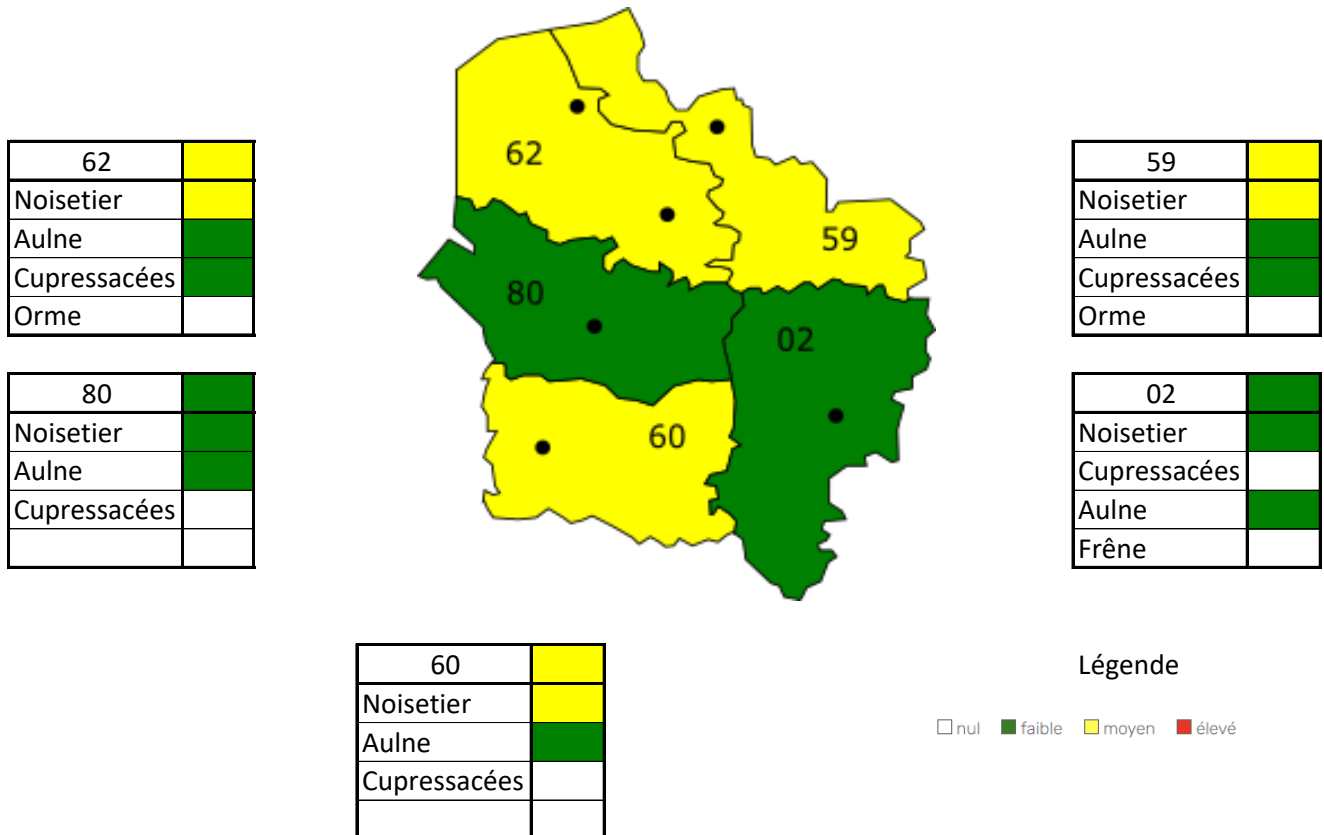 62
Noisetier
Aulne
Cupressacées
Orme
80
Noisetier
Aulne
Cupressacées
62
59
80
02
60
59
Noisetier
Aulne
Cupressacées
Orme
02
Noisetier
Cupressacées
Aulne
Frêne
60
Noisetier
Aulne
Cupressacées
Légende
nul faible moyen élevé